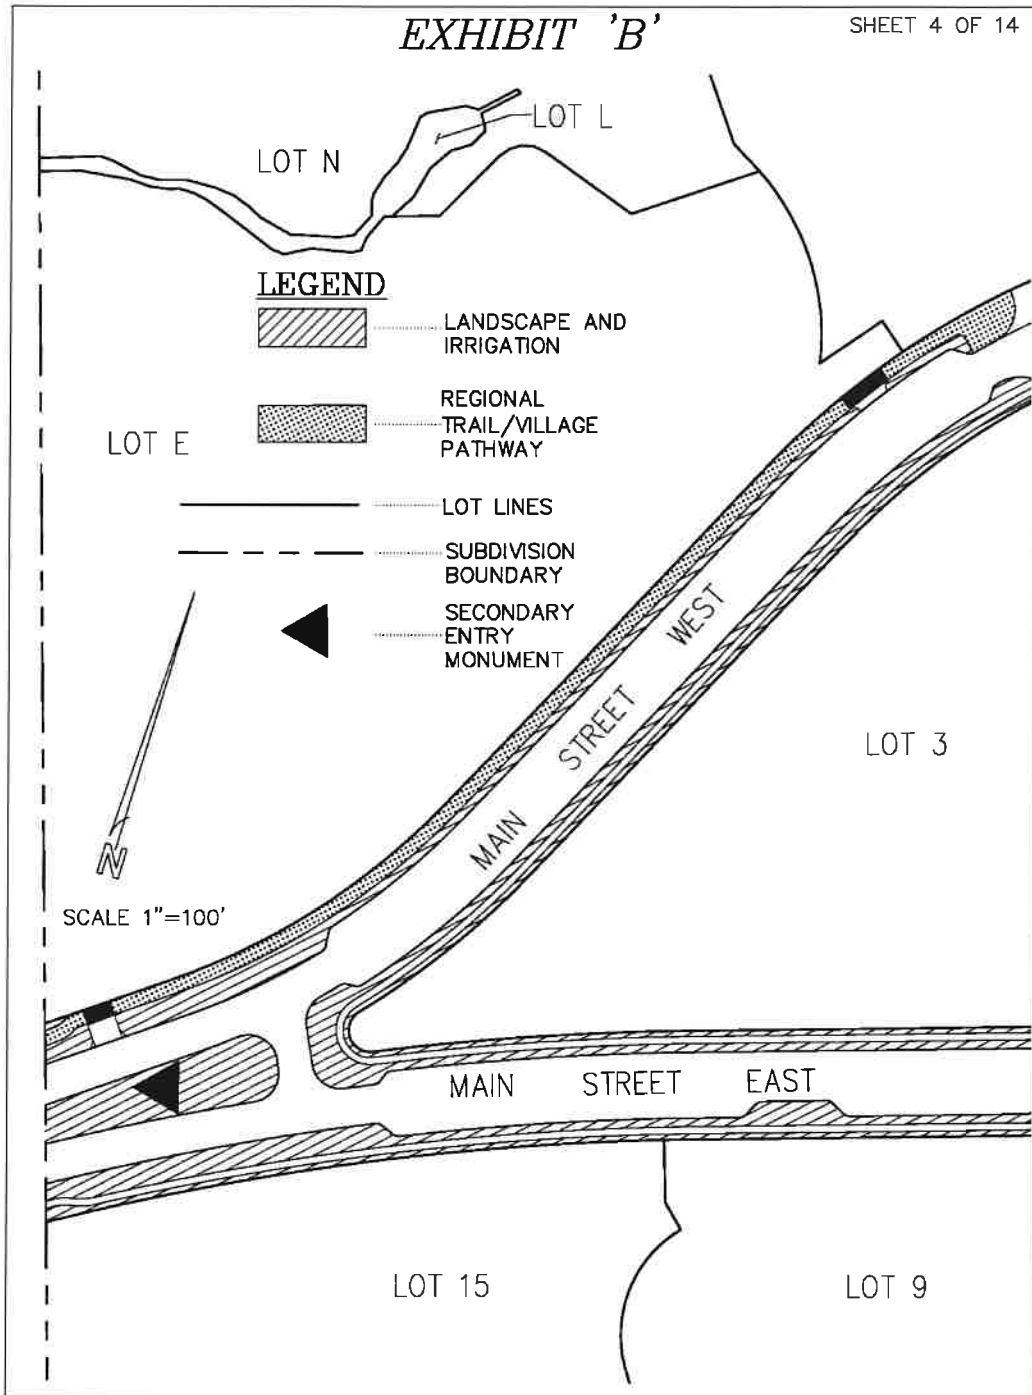 EXHIBIT 'B'
SHEET 4 OF 14
LOT L
LOT N
LEGEND
LANDSCAPE AND
IRRIGATION
REGIONAL
TRAIL/VILLAGE
PATHWAY
LOT E
LOT LINES
SUBDIVISION
BOUNDARY
SECONDARY
ENTRY
MONUMENT
MAIN STREET WEST
LOT 3
N
SCALE 1"=100'
MAIN STREET EAST
LOT 15
LOT 9